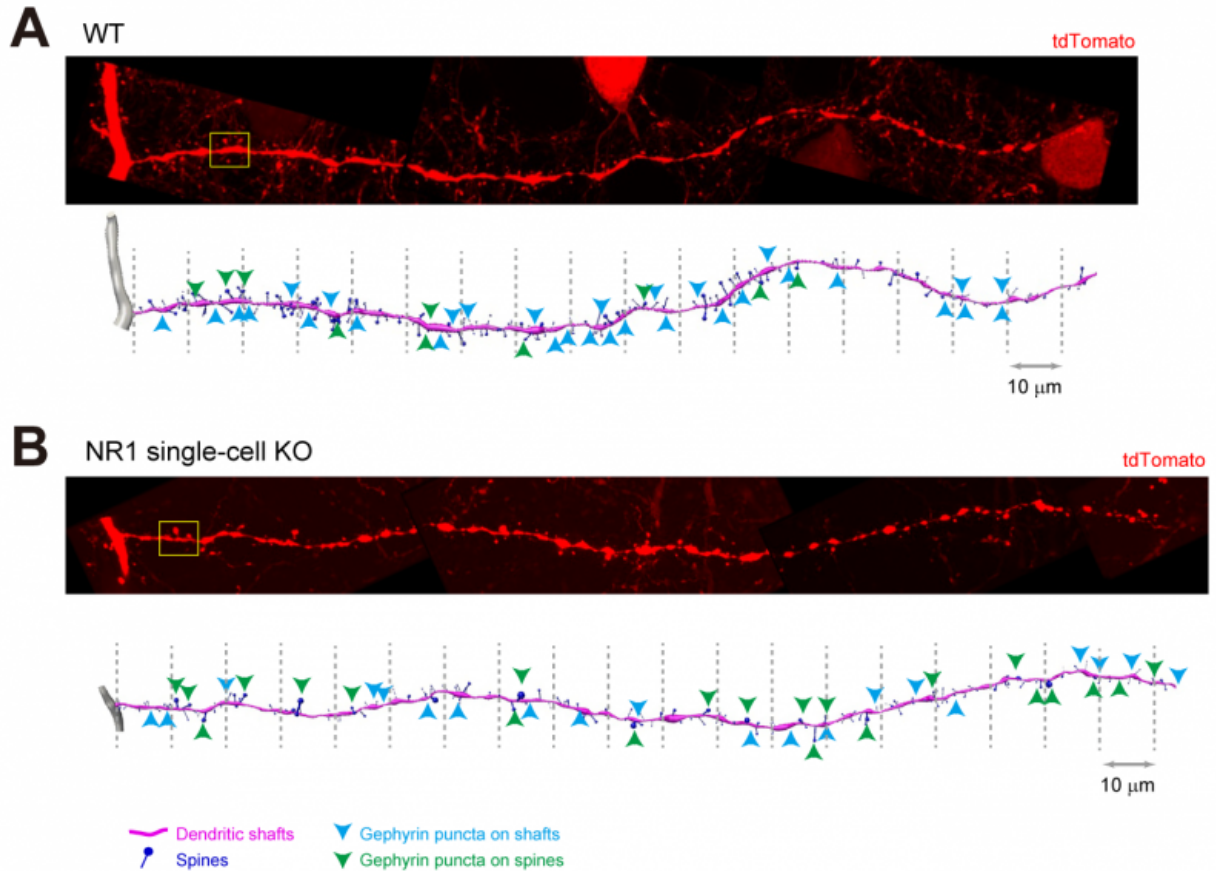 A
WT
tdTomato
10 μm
B
NR1 single-cell KO
tdTomato
10 μm
Dendritic shafts
Gephyrin puncta on shafts
Spines
Gephyrin puncta on spines